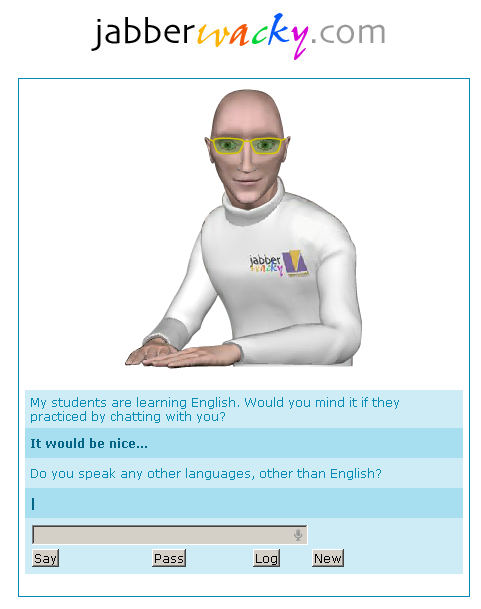 jabberwacky.com
jabber
wacky
My students are learning English. Would you mind it if they
practiced by chatting with you?
It would be nice...
Do you speak any other languages, other than English?
Say Pass Log New